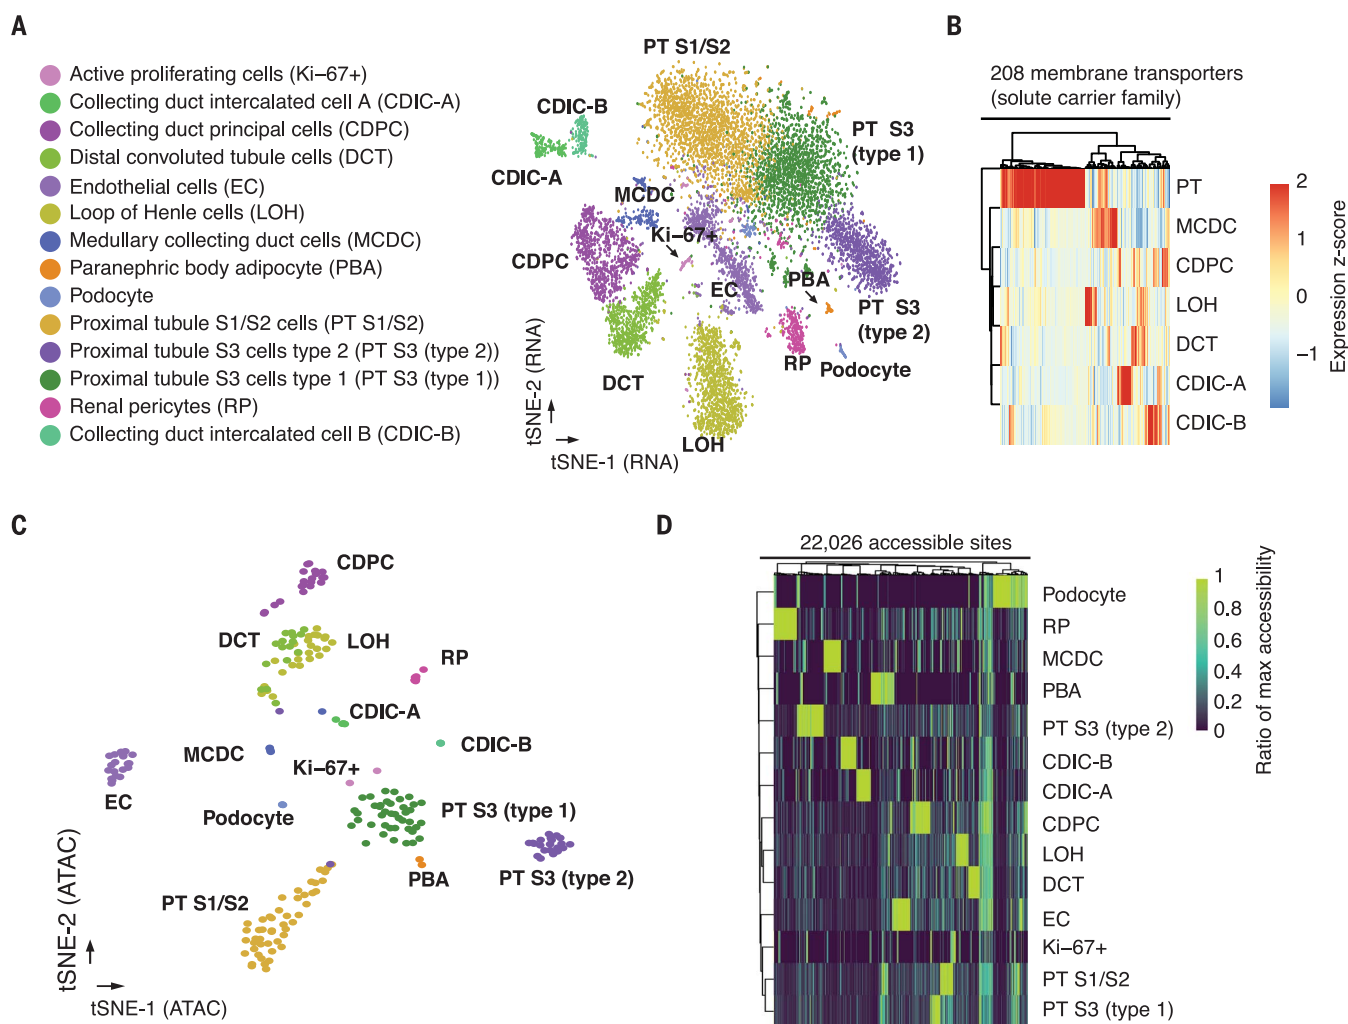 A
Active proliferating cells (Ki–67+)
Collecting duct intercalated cell A (CDIC-A)
Collecting duct principal cells (CDPC)
Distal convoluted tubule cells (DCT)
Endothelial cells (EC)
Loop of Henle cells (LOH)
Medullary collecting duct cells (MCDC)
Paranephric body adipocyte (PBA)
Podocyte
Proximal tubule S1/S2 cells (PT S1/S2)
Proximal tubule S3 cells type 2 (PT S3 (type 2))
Proximal tubule S3 cells type 1 (PT S3 (type 1))
Renal pericytes (RP)
Collecting duct intercalated cell B (CDIC-B)
PT S1/S2
CDIC-B
PT S3
(type 1)
CDIC-A
MCDC
Ki–67+
CDPC
EC
PBA
PT S3
(type 2)
DCT
RP
Podocyte
LOH
tSNE-2 (RNA)
tSNE-1 (RNA)
B
208 membrane transporters
(solute carrier family)
PT
MCDC
CDPC
LOH
DCT
CDIC-A
CDIC-B
2
1
0
−1
Expression z-score
C
CDPC
DCT
LOH
RP
CDIC-A
MCDC
CDIC-B
Ki–67+
EC
Podocyte
PT S3 (type 1)
PBA
PT S3 (type 2)
PT S1/S2
tSNE-2 (ATAC)
tSNE-1 (ATAC)
D
22,026 accessible sites
Podocyte
RP
MCDC
PBA
PT S3 (type 2)
CDIC-B
CDIC-A
CDPC
LOH
DCT
EC
Ki–67+
PT S1/S2
PT S3 (type 1)
1
0.8
0.6
0.4
0.2
0
Ratio of max accessibility